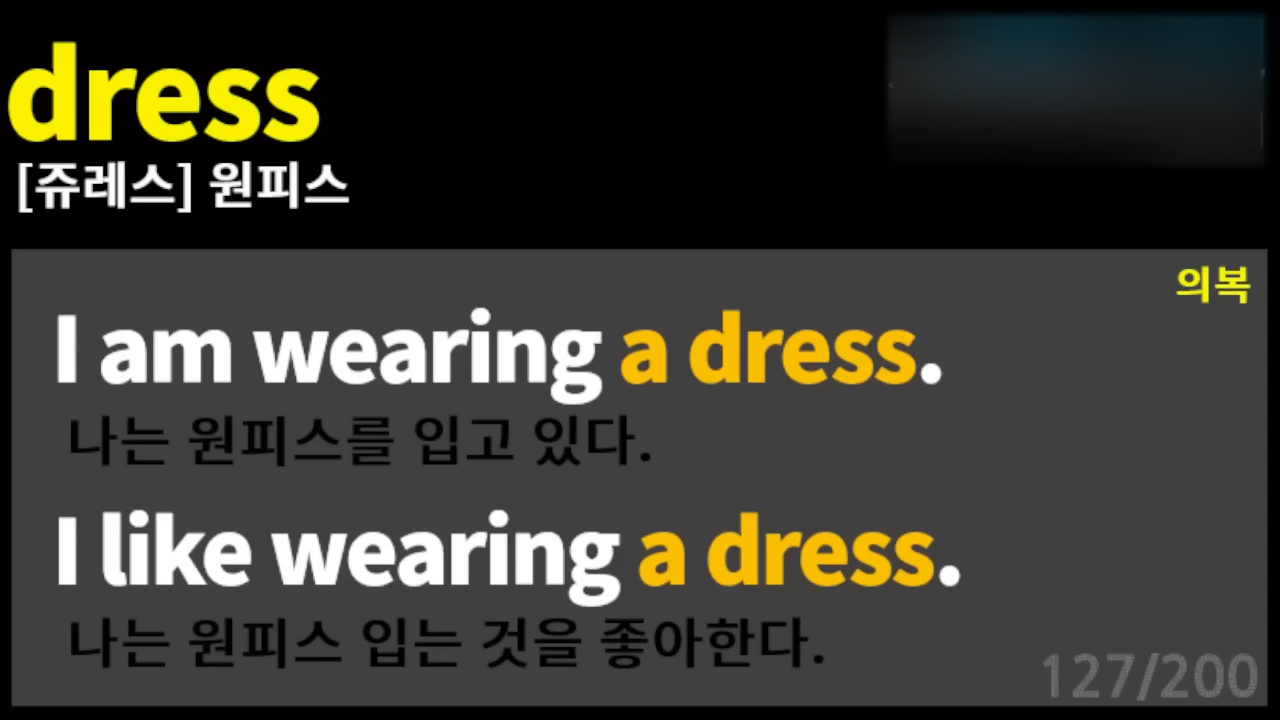 dress
[쥬레스] 원피스
의복
I am wearing a dress.
나는 원피스를 입고 있다.
I like wearing a dress.
나는 원피스 입는 것을 좋아한다.
127/200